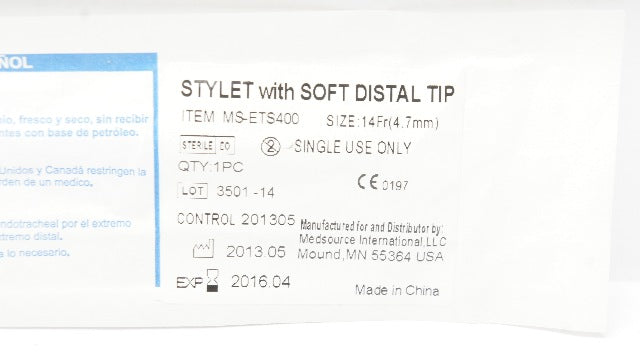 ÑOL
io, fresco y seco, sin recibir
ntes con base de petróleo.
Unidos y Canadá restringen la
rden de un medico.
ndotracheal por el extremo
xtremo distal.
a lo necesario.
STYLET with SOFT DISTAL TIP
ITEM MS-ETS400 SIZE:14Fr(4.7mm)
STERILE EO 2 -SINGLE USE ONLY
QTY:1PC
LOT 3501-14 CE 0197
CONTROL 201305
Manufactured for and Distributor by:
Medsource International,LLC
Mound,MN 55364 USA
2013.05
EXP 2016.04
Made in China